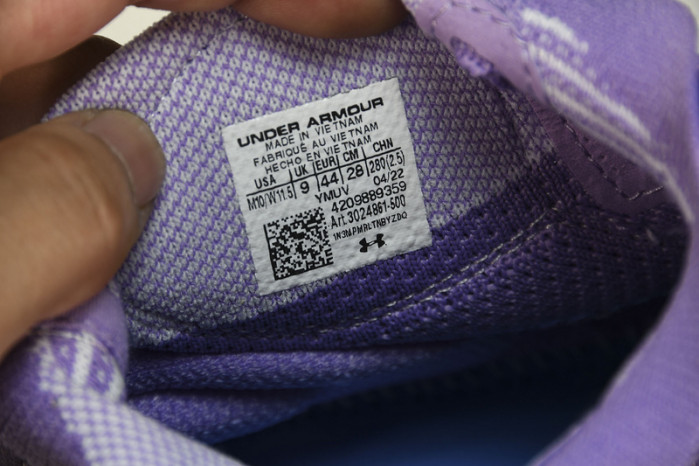 UNDER ARMOUR
MADE IN VIETNAM
FABRIQUÉ AU VIETNAM
HECHO EN VIETNAM
USA UK EUR CM CHN
M10/W11.5 9 44 28 280(2.5)
YMUV 04/22
4209889359
Art.3024861-500